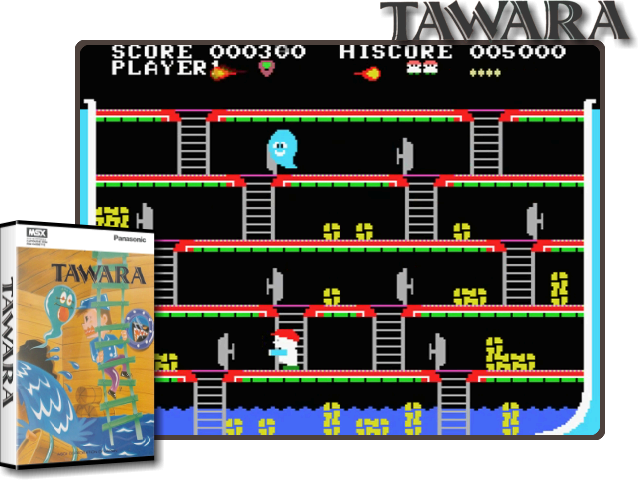 TAWARA
SCORE 000300 HISCORE 005000
PLAYER1
MSX
Panasonic
TAWARA
TAWARA